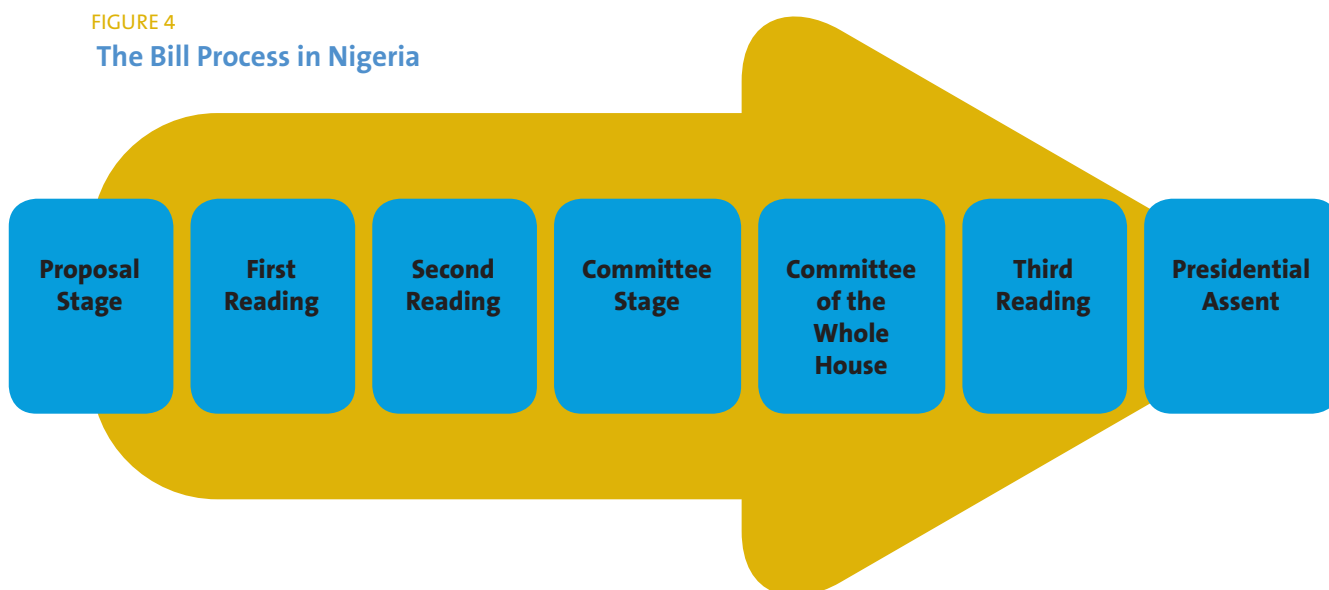 FIGURE 4
The Bill Process in Nigeria
Proposal
Stage
First
Reading
Second
Reading
Committee
Stage
Committee
of the
Whole
House
Third
Reading
Presidential
Assent